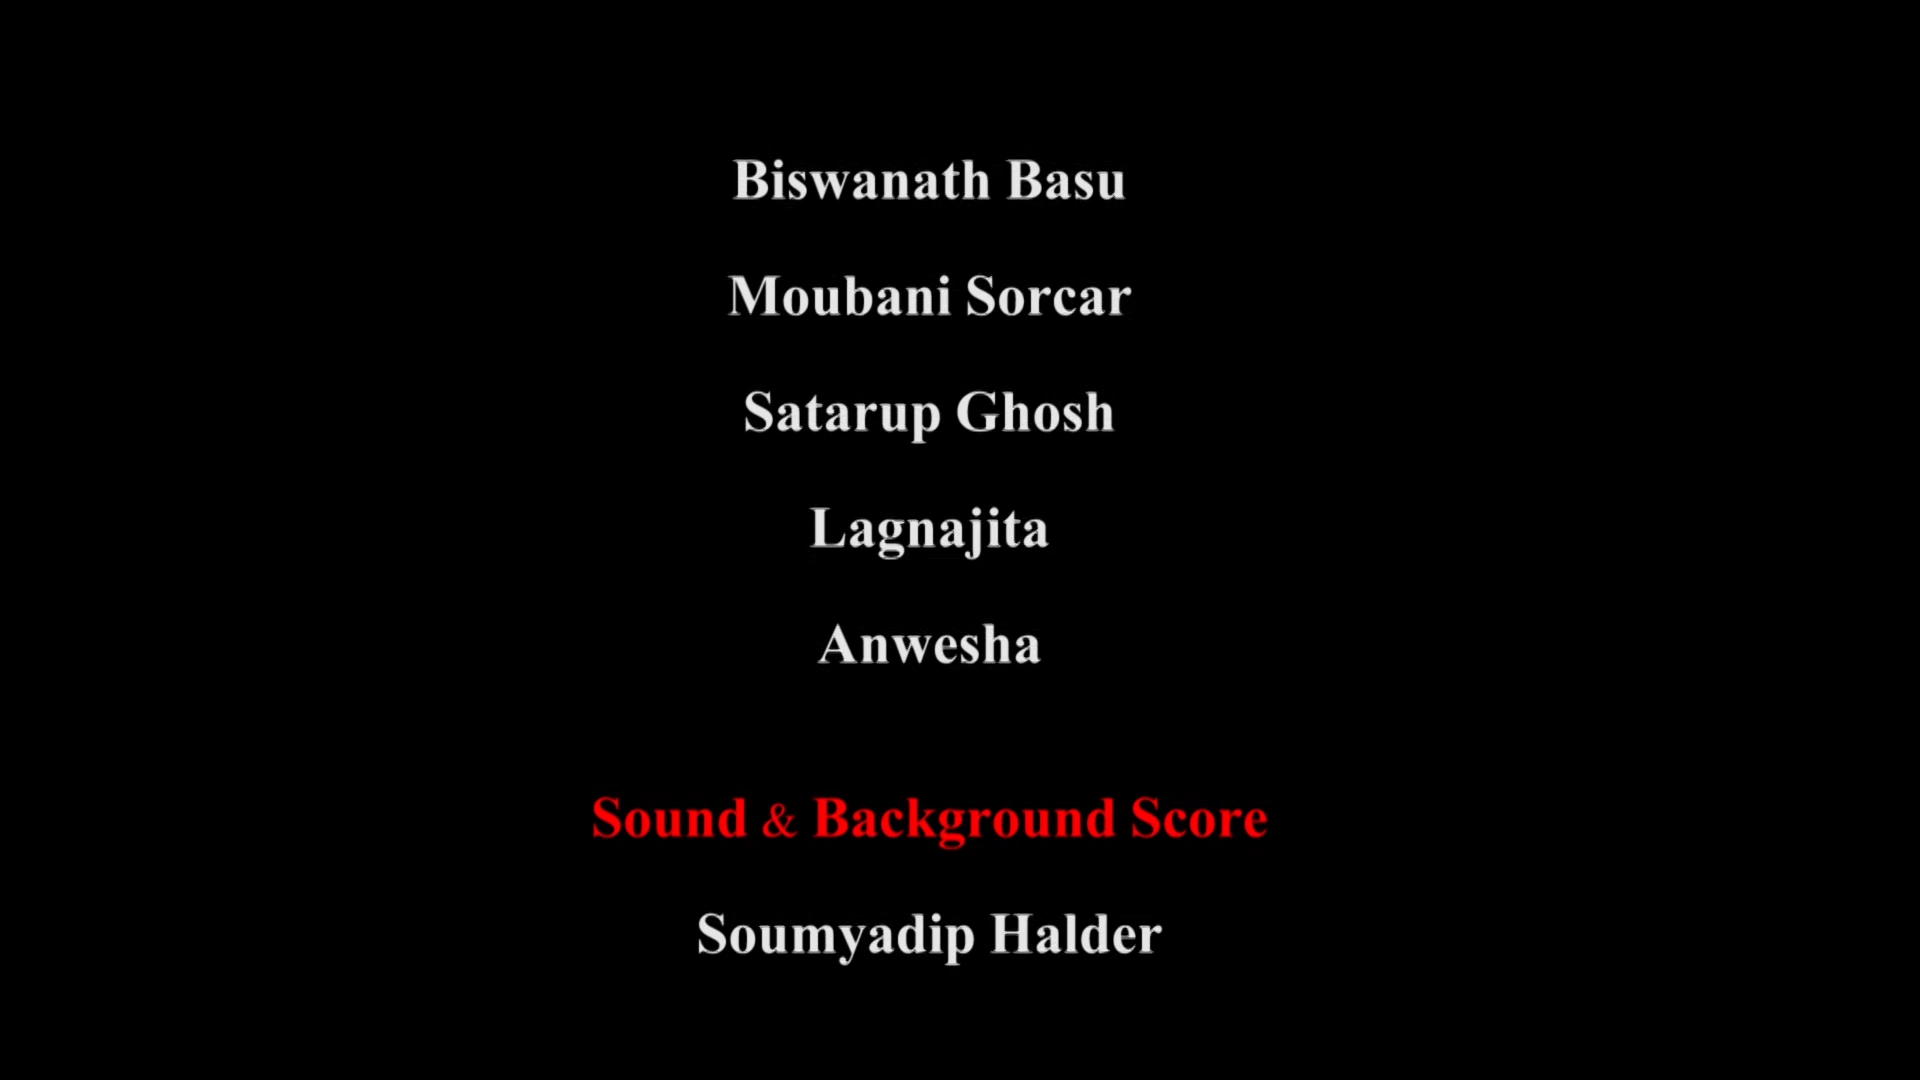 Biswanath Basu
Moubani Sorcar
Satarup Ghosh
Lagnajita
Anwesha
Sound & Background Score
Soumyadip Halder